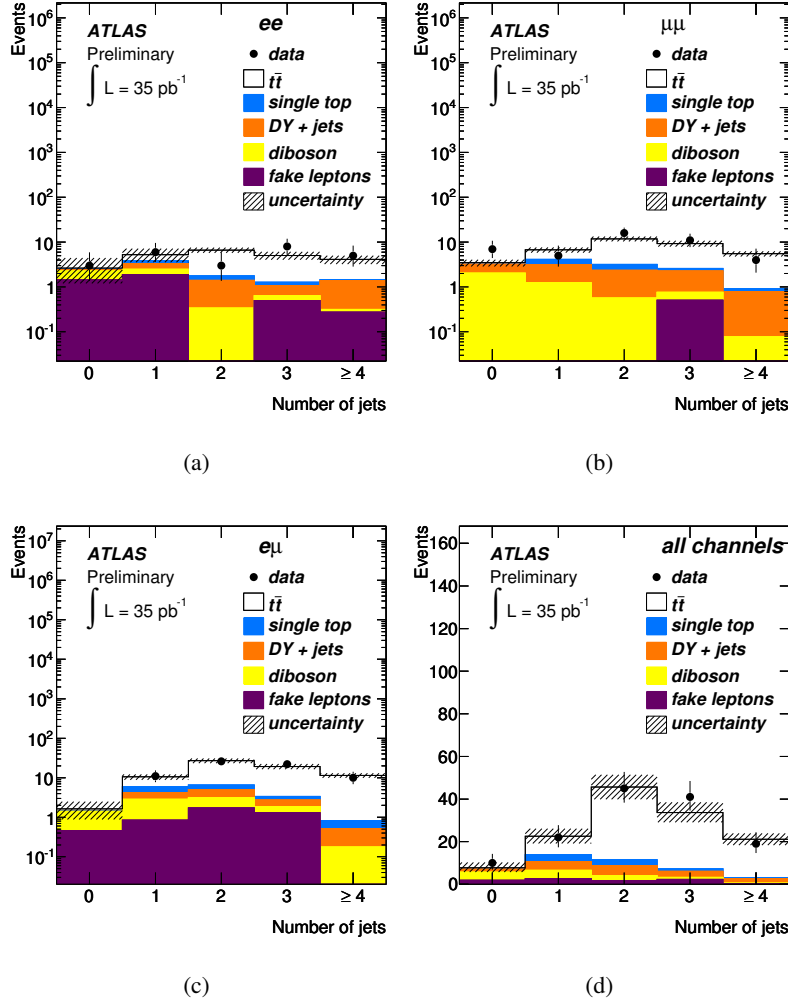 Events
10^6
10^5
10^4
10^3
10^2
10
1
10^-1
ATLAS
Preliminary
∫ L = 35 pb^-1
ee
data
tt̄
single top
DY + jets
diboson
fake leptons
uncertainty
0 1 2 3 ≥ 4
Number of jets
(a)
Events
10^6
10^5
10^4
10^3
10^2
10
1
10^-1
ATLAS
Preliminary
∫ L = 35 pb^-1
μμ
data
tt̄
single top
DY + jets
diboson
fake leptons
uncertainty
0 1 2 3 ≥ 4
Number of jets
(b)
Events
10^7
10^6
10^5
10^4
10^3
10^2
10
1
10^-1
ATLAS
Preliminary
∫ L = 35 pb^-1
eμ
data
tt̄
single top
DY + jets
diboson
fake leptons
uncertainty
0 1 2 3 ≥ 4
Number of jets
(c)
Events
160
140
120
100
80
60
40
20
0
ATLAS
Preliminary
∫ L = 35 pb^-1
all channels
data
tt̄
single top
DY + jets
diboson
fake leptons
uncertainty
0 1 2 3 ≥ 4
Number of jets
(d)